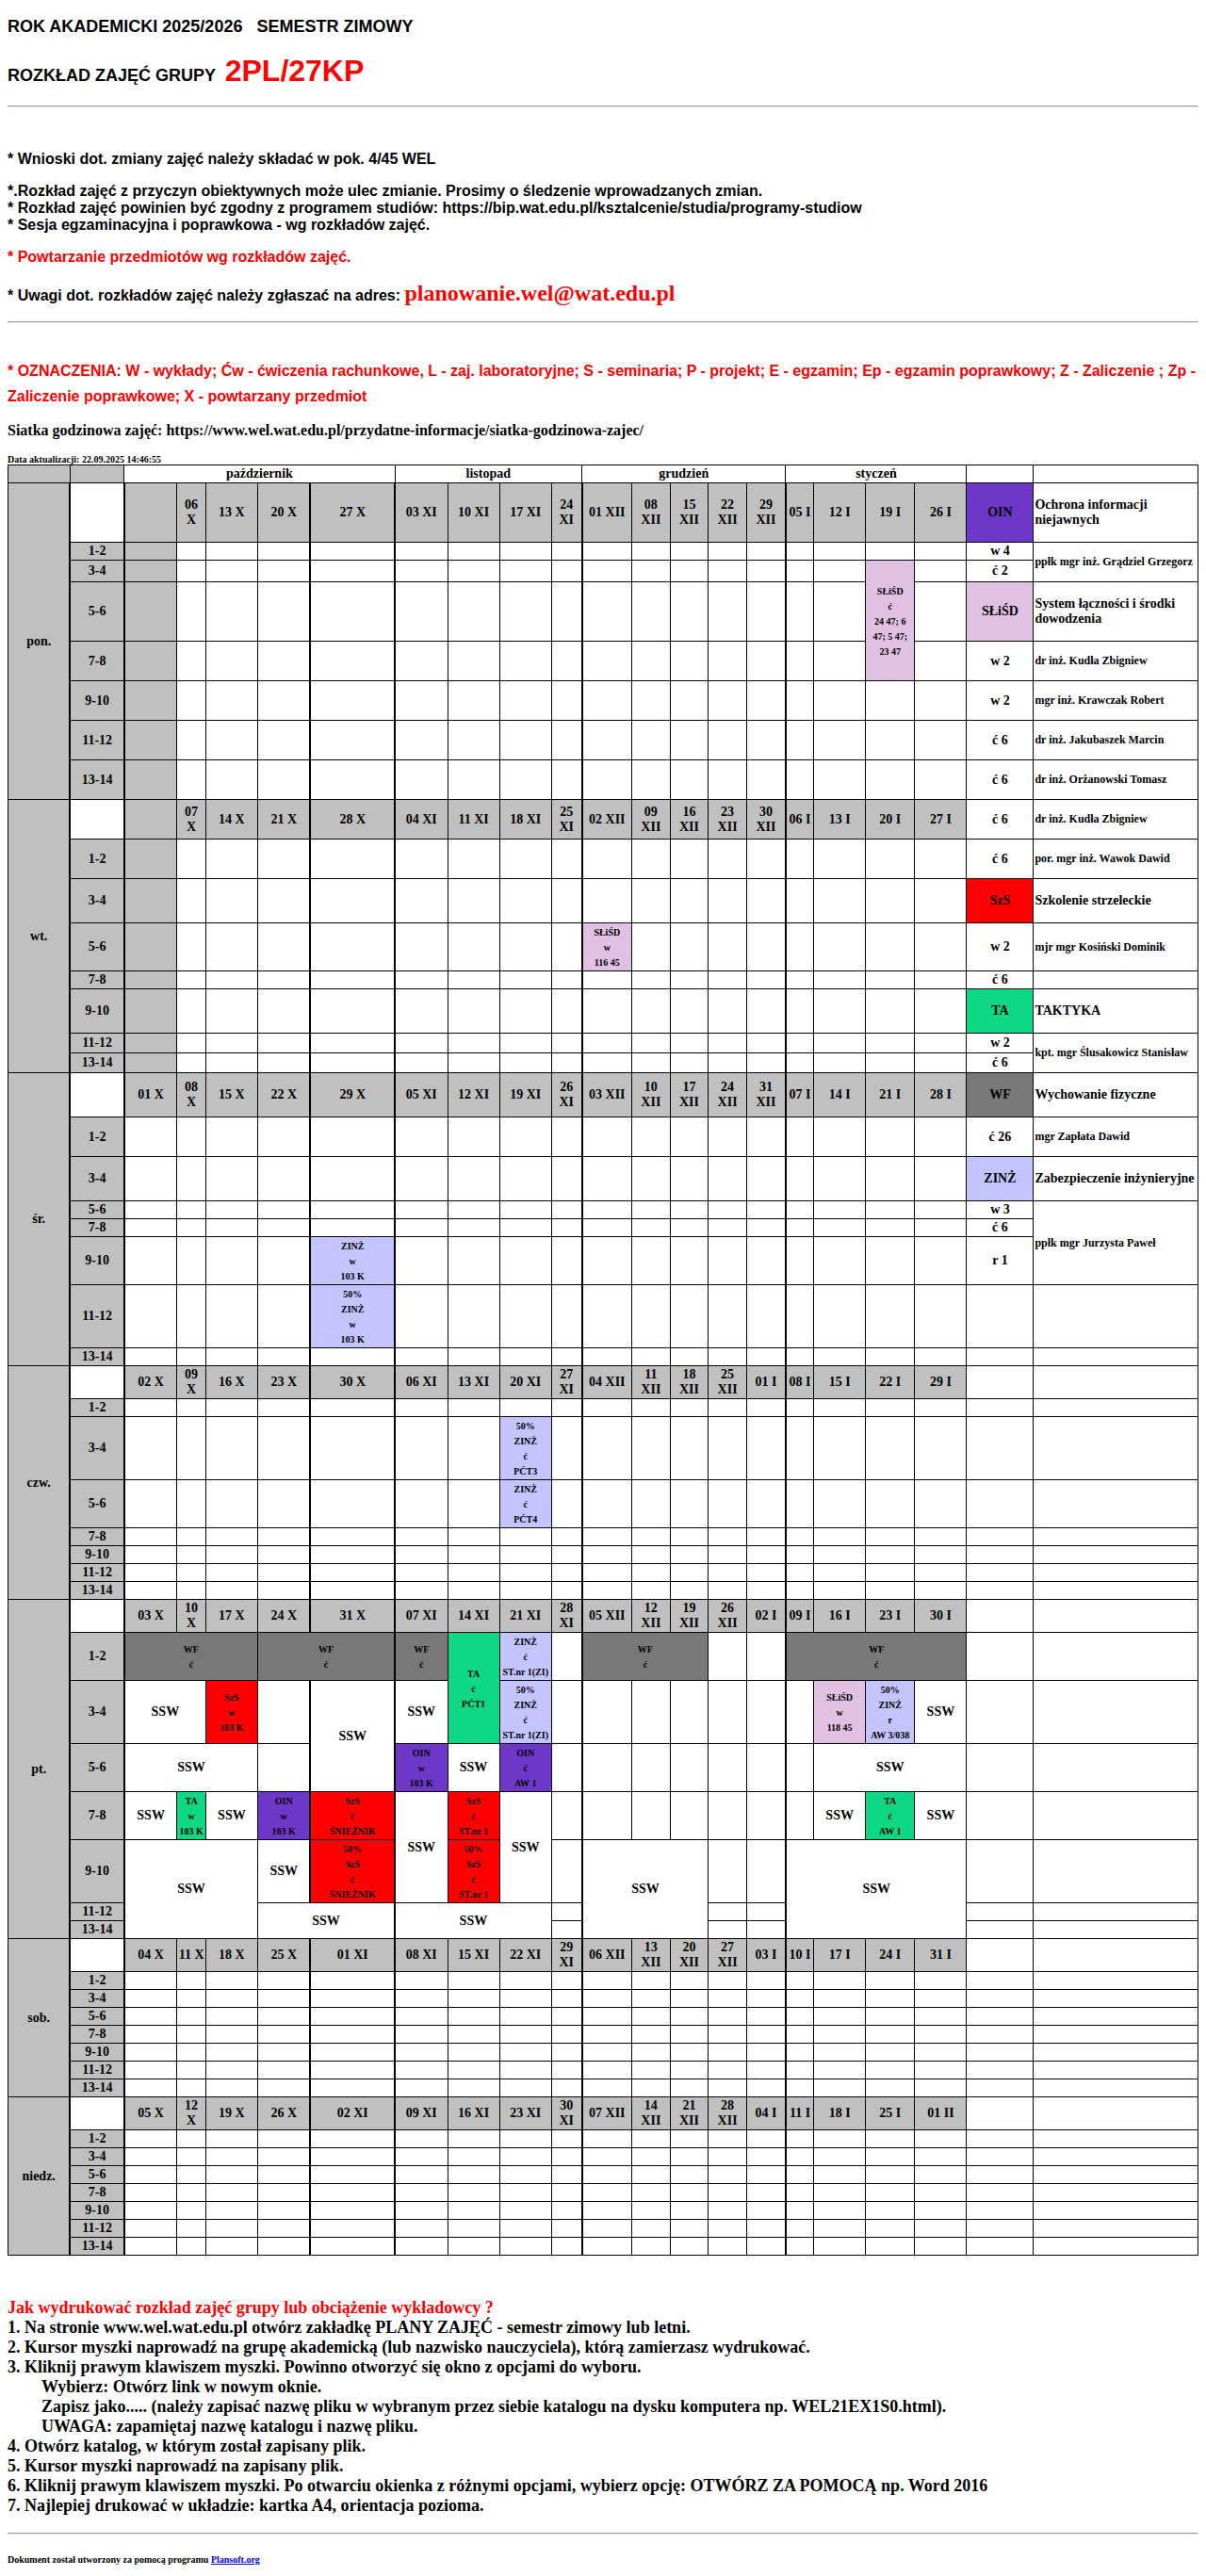 ROK AKADEMICKI 2025/2026   SEMESTR ZIMOWY
ROZKŁAD ZAJĘĆ GRUPY  2PL/27KP
* Wnioski dot. zmiany zajęć należy składać w pok. 4/45 WEL
*.Rozkład zajęć z przyczyn obiektywnych może ulec zmianie. Prosimy o śledzenie wprowadzanych zmian.
* Rozkład zajęć powinien być zgodny z programem studiów: https://bip.wat.edu.pl/ksztalcenie/studia/programy-studiow
* Sesja egzaminacyjna i poprawkowa - wg rozkładów zajęć.
* Powtarzanie przedmiotów wg rozkładów zajęć.
* Uwagi dot. rozkładów zajęć należy zgłaszać na adres: planowanie.wel@wat.edu.pl
* OZNACZENIA: W - wykłady; Ćw - ćwiczenia rachunkowe, L - zaj. laboratoryjne; S - seminaria; P - projekt; E - egzamin; Ep - egzamin poprawkowy; Z - Zaliczenie ; Zp -
Zaliczenie poprawkowe; X - powtarzany przedmiot
Siatka godzinowa zajęć: https://www.wel.wat.edu.pl/przydatne-informacje/siatka-godzinowa-zajec/
Data aktualizacji: 22.09.2025 14:46:55
październik listopad grudzień styczeń
pon. 06 X 13 X 20 X 27 X 03 XI 10 XI 17 XI 24 XI 01 XII 08 XII 15 XII 22 XII 29 XII 05 I 12 I 19 I 26 I OIN Ochrona informacji niejawnych
1-2 w 4 ppłk mgr inż. Grądziel Grzegorz
3-4 SŁiŚD ć 24 47; 6 47; 5 47; 23 47 ć 2
5-6 SŁiŚD System łączności i środki dowodzenia
7-8 w 2 dr inż. Kudła Zbigniew
9-10 w 2 mgr inż. Krawczak Robert
11-12 ć 6 dr inż. Jakubaszek Marcin
13-14 ć 6 dr inż. Orżanowski Tomasz
wt. 07 X 14 X 21 X 28 X 04 XI 11 XI 18 XI 25 XI 02 XII 09 XII 16 XII 23 XII 30 XII 06 I 13 I 20 I 27 I ć 6 dr inż. Kudła Zbigniew
1-2 ć 6 por. mgr inż. Wawok Dawid
3-4 SzS Szkolenie strzeleckie
5-6 SŁiŚD w 116 45 w 2 mjr mgr Kosiński Dominik
7-8 ć 6
9-10 TA TAKTYKA
11-12 w 2 kpt. mgr Ślusakowicz Stanisław
13-14 ć 6
śr. 01 X 08 X 15 X 22 X 29 X 05 XI 12 XI 19 XI 26 XI 03 XII 10 XII 17 XII 24 XII 31 XII 07 I 14 I 21 I 28 I WF Wychowanie fizyczne
1-2 ć 26 mgr Zapłata Dawid
3-4 ZINŻ Zabezpieczenie inżynieryjne
5-6 w 3 ppłk mgr Jurzysta Paweł
7-8 ć 6
9-10 ZINŻ w 103 K r 1
11-12 50% ZINŻ w 103 K
13-14
czw. 02 X 09 X 16 X 23 X 30 X 06 XI 13 XI 20 XI 27 XI 04 XII 11 XII 18 XII 25 XII 01 I 08 I 15 I 22 I 29 I
1-2
3-4 50% ZINŻ ć PĆT3
5-6 ZINŻ ć PĆT4
7-8
9-10
11-12
13-14
pt. 03 X 10 X 17 X 24 X 31 X 07 XI 14 XI 21 XI 28 XI 05 XII 12 XII 19 XII 26 XII 02 I 09 I 16 I 23 I 30 I
1-2 WF ć WF ć WF ć TA ć PĆT1 ZINŻ ć ST.nr 1(ZI) WF ć WF ć
3-4 SSW SzS w 103 K SSW SSW 50% ZINŻ ć ST.nr 1(ZI) SŁiŚD w 118 45 50% ZINŻ r AW 3/038 SSW
5-6 SSW OIN w 103 K SSW OIN ć AW 1 SSW
7-8 SSW TA w 103 K SSW OIN w 103 K SzS ć ŚNIEŻNIK SSW SzS ć ST.nr 1 SSW SSW TA ć AW 1 SSW
9-10 SSW SSW 50% SzS ć ŚNIEŻNIK 50% SzS ć ST.nr 1 SSW SSW
11-12 SSW SSW
13-14
sob. 04 X 11 X 18 X 25 X 01 XI 08 XI 15 XI 22 XI 29 XI 06 XII 13 XII 20 XII 27 XII 03 I 10 I 17 I 24 I 31 I
1-2
3-4
5-6
7-8
9-10
11-12
13-14
niedz. 05 X 12 X 19 X 26 X 02 XI 09 XI 16 XI 23 XI 30 XI 07 XII 14 XII 21 XII 28 XII 04 I 11 I 18 I 25 I 01 II
1-2
3-4
5-6
7-8
9-10
11-12
13-14
Jak wydrukować rozkład zajęć grupy lub obciążenie wykładowcy ?
1. Na stronie www.wel.wat.edu.pl otwórz zakładkę PLANY ZAJĘĆ - semestr zimowy lub letni.
2. Kursor myszki naprowadź na grupę akademicką (lub nazwisko nauczyciela), którą zamierzasz wydrukować.
3. Kliknij prawym klawiszem myszki. Powinno otworzyć się okno z opcjami do wyboru.
Wybierz: Otwórz link w nowym oknie.
Zapisz jako..... (należy zapisać nazwę pliku w wybranym przez siebie katalogu na dysku komputera np. WEL21EX1S0.html).
UWAGA: zapamiętaj nazwę katalogu i nazwę pliku.
4. Otwórz katalog, w którym został zapisany plik.
5. Kursor myszki naprowadź na zapisany plik.
6. Kliknij prawym klawiszem myszki. Po otwarciu okienka z różnymi opcjami, wybierz opcję: OTWÓRZ ZA POMOCĄ np. Word 2016
7. Najlepiej drukować w układzie: kartka A4, orientacja pozioma.
Dokument został utworzony za pomocą programu Plansoft.org